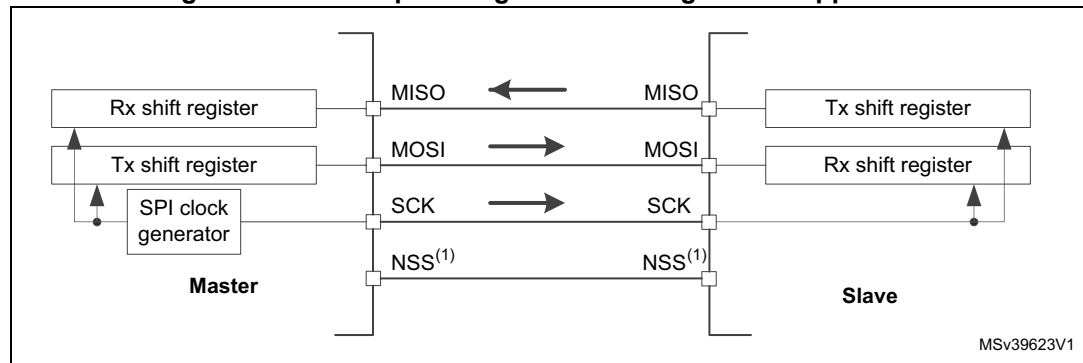 MISO MISO
Rx shift register Tx shift register
MOSI MOSI
Tx shift register Rx shift register
SCK SCK
SPI clock
generator
NSS(1) NSS(1)
Master
Slave
MSv39623V1